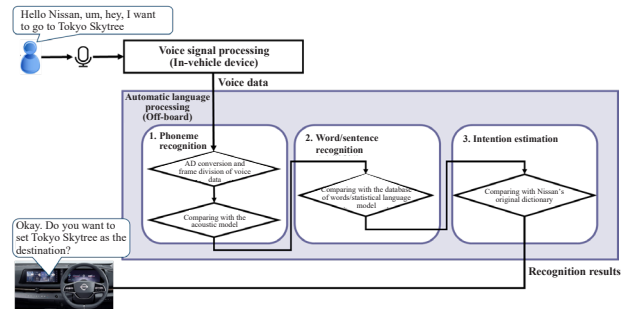 Hello Nissan, um, hey, I want
to go to Tokyo Skytree
Voice signal processing
(In-vehicle device)
Voice data
Automatic language
processing
(Off-board)
1. Phoneme
recognition
AD conversion and
frame division of voice
data
Comparing with the
acoustic model
2. Word/sentence
recognition
Comparing with the database
of words/statistical language
model
3. Intention estimation
Comparing with Nissan's
original dictionary
Okay. Do you want to
set Tokyo Skytree as the
destination?
Recognition results